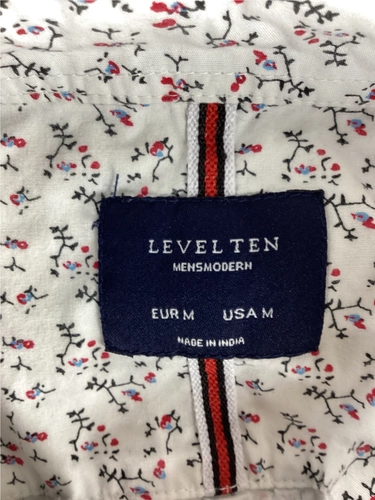 LEVEL TEN
MENSMODERN
EUR M USA M
MADE IN INDIA